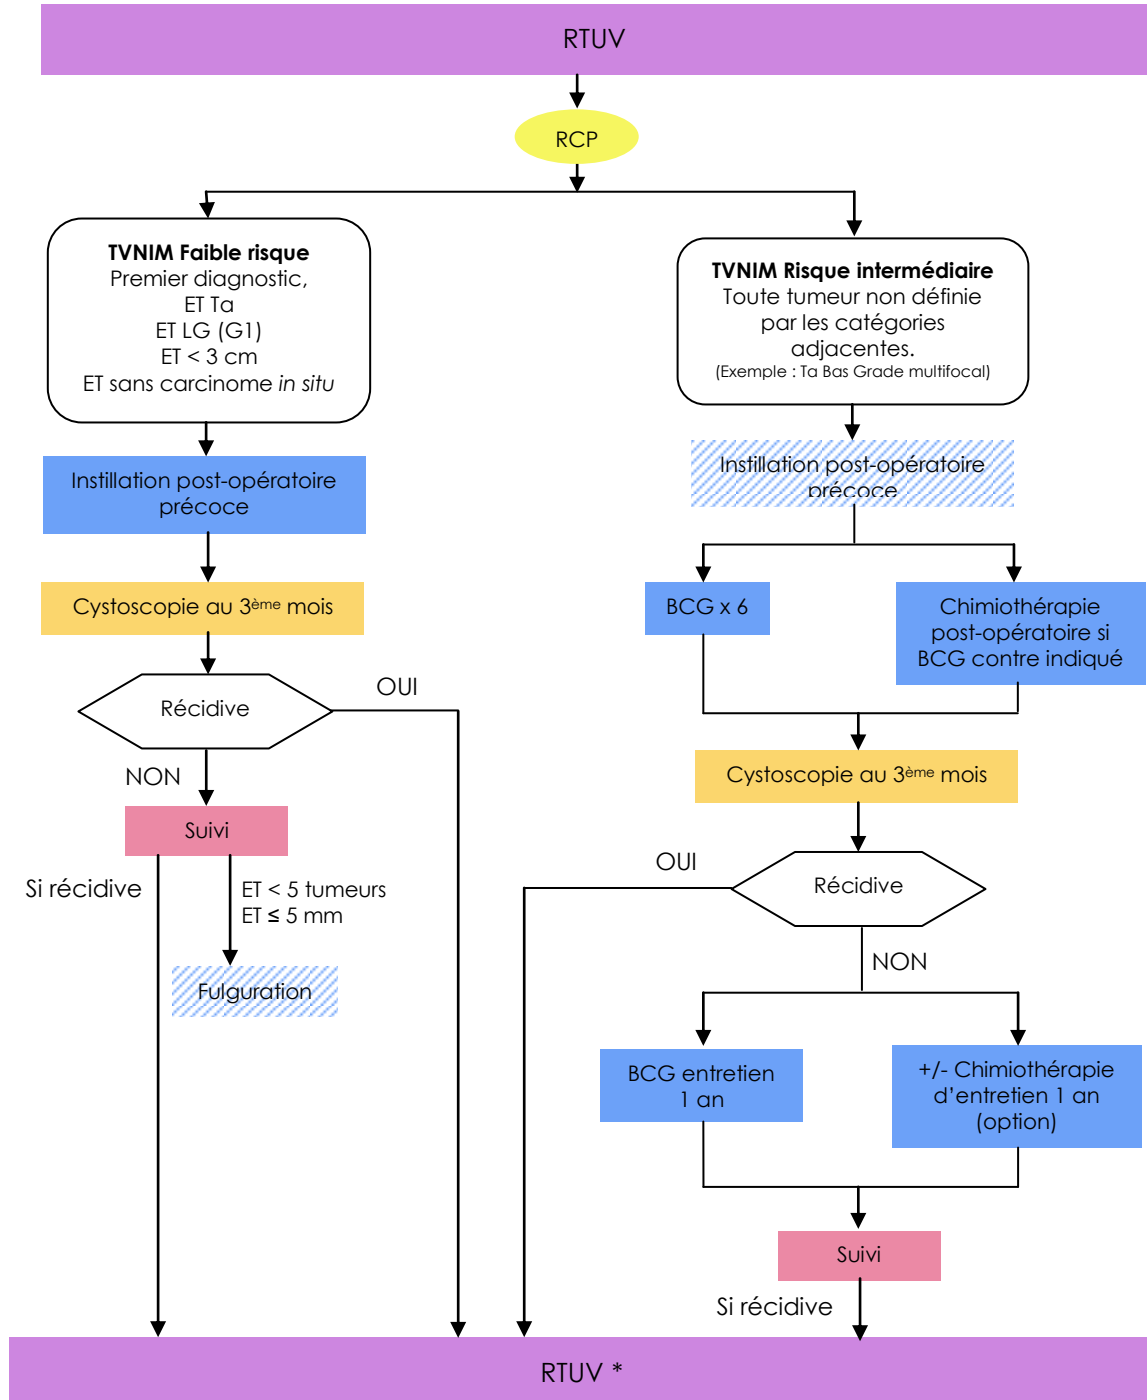 RTUV
RCP
TVNIM Faible risque
Premier diagnostic,
ET Ta
ET LG (G1)
ET < 3 cm
ET sans carcinome in situ
TVNIM Risque intermédiaire
Toute tumeur non définie
par les catégories
adjacentes.
(Exemple : Ta Bas Grade multifocal)
Instillation post-opératoire
précoce
Instillation post-opératoire
précoce
Cystoscopie au 3ème mois
BCG x 6
Chimiothérapie
post-opératoire si
BCG contre indiqué
Récidive
OUI
NON
Cystoscopie au 3ème mois
Suivi
Si récidive
ET < 5 tumeurs
ET ≤ 5 mm
Fulguration
OUI
Récidive
NON
BCG entretien
1 an
+/- Chimiothérapie
d'entretien 1 an
(option)
Suivi
Si récidive
RTUV *